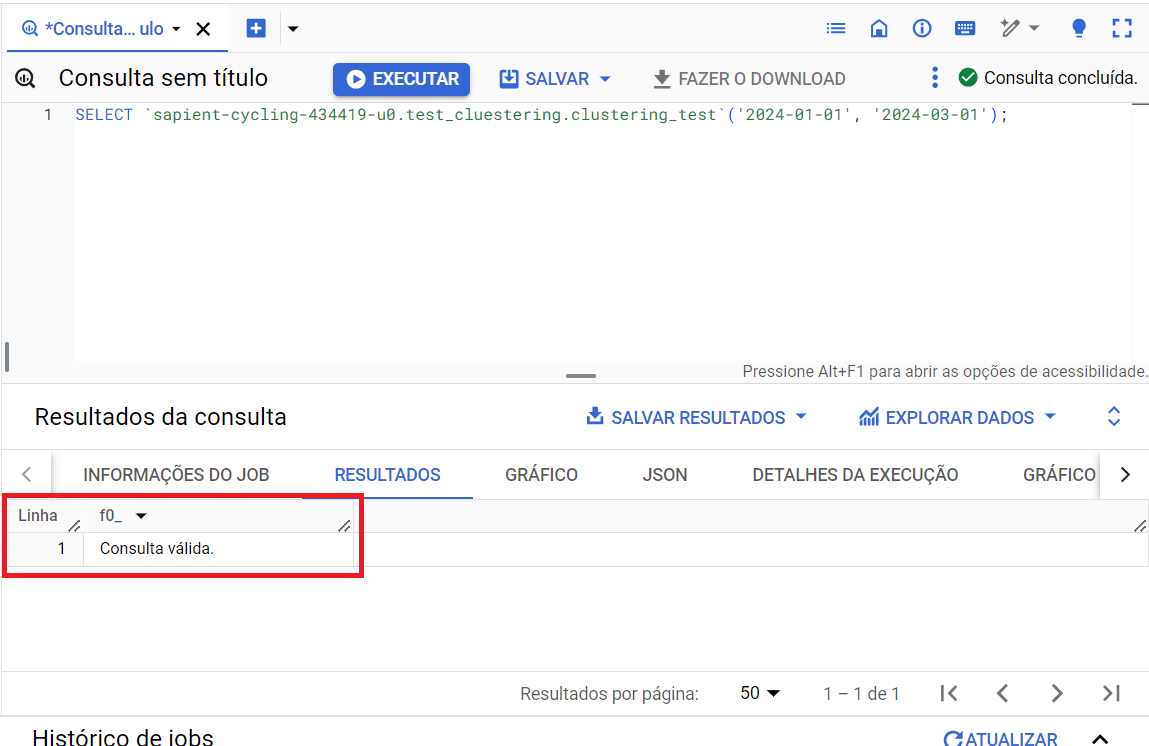 *Consulta... ulo
Consulta sem título
EXECUTAR
SALVAR
FAZER O DOWNLOAD
Consulta concluída.
1 SELECT `sapient-cycling-434419-u0.test_cluestering.clustering_test`('2024-01-01', '2024-03-01');
Pressione Alt+F1 para abrir as opções de acessibilidade.
Resultados da consulta
SALVAR RESULTADOS
EXPLORAR DADOS
INFORMAÇÕES DO JOB
RESULTADOS
GRÁFICO
JSON
DETALHES DA EXECUÇÃO
GRÁFICO
Linha f0_
1 Consulta válida.
Resultados por página: 50 1 – 1 de 1
Histórico de jobs
ATUALIZAR